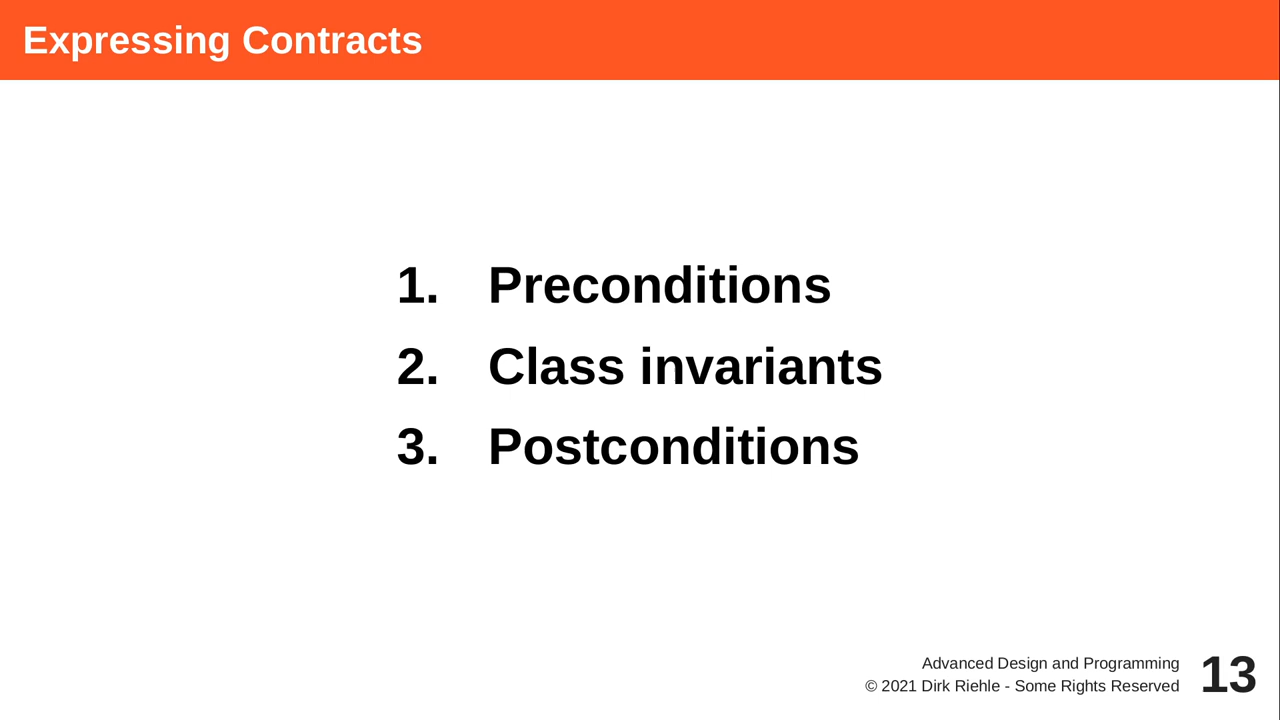 Expressing Contracts
1. Preconditions
2. Class invariants
3. Postconditions
Advanced Design and Programming
© 2021 Dirk Riehle - Some Rights Reserved
13